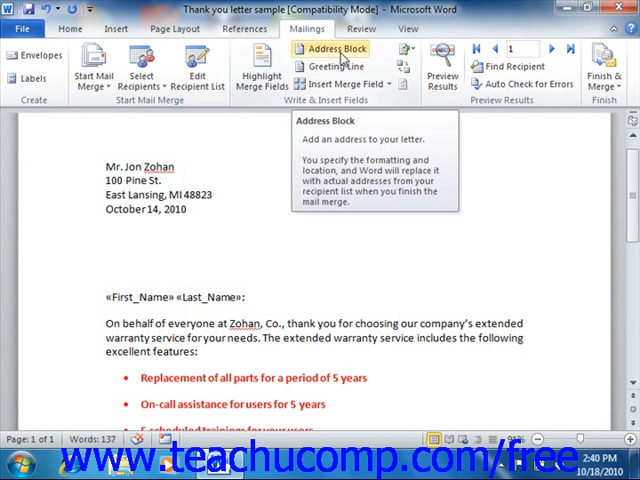 Thank you letter sample [Compatibility Mode] - Microsoft Word
File Home Insert Page Layout References Mailings Review View
Envelopes
Labels
Create
Start Mail Merge
Select Recipients
Edit Recipient List
Start Mail Merge
Highlight Merge Fields
Address Block
Greeting Line
Insert Merge Field
Write & Insert Fields
Preview Results
1
Find Recipient
Auto Check for Errors
Preview Results
Finish & Merge
Finish
Address Block
Add an address to your letter.
You specify the formatting and
location, and Word will replace it
with actual addresses from your
recipient list when you finish the
mail merge.
Mr. Jon Zohan
100 Pine St.
East Lansing, MI 48823
October 14, 2010
«First_Name» «Last_Name»:
On behalf of everyone at Zohan, Co., thank you for choosing our company's extended
warranty service for your needs. The extended warranty service includes the following
excellent features:
• Replacement of all parts for a period of 5 years
• On-call assistance for users for 5 years
• 5 scheduled trainings for your users
Page: 1 of 1 Words: 137 91%
www.teachucomp.com/free
2:40 PM
10/18/2010